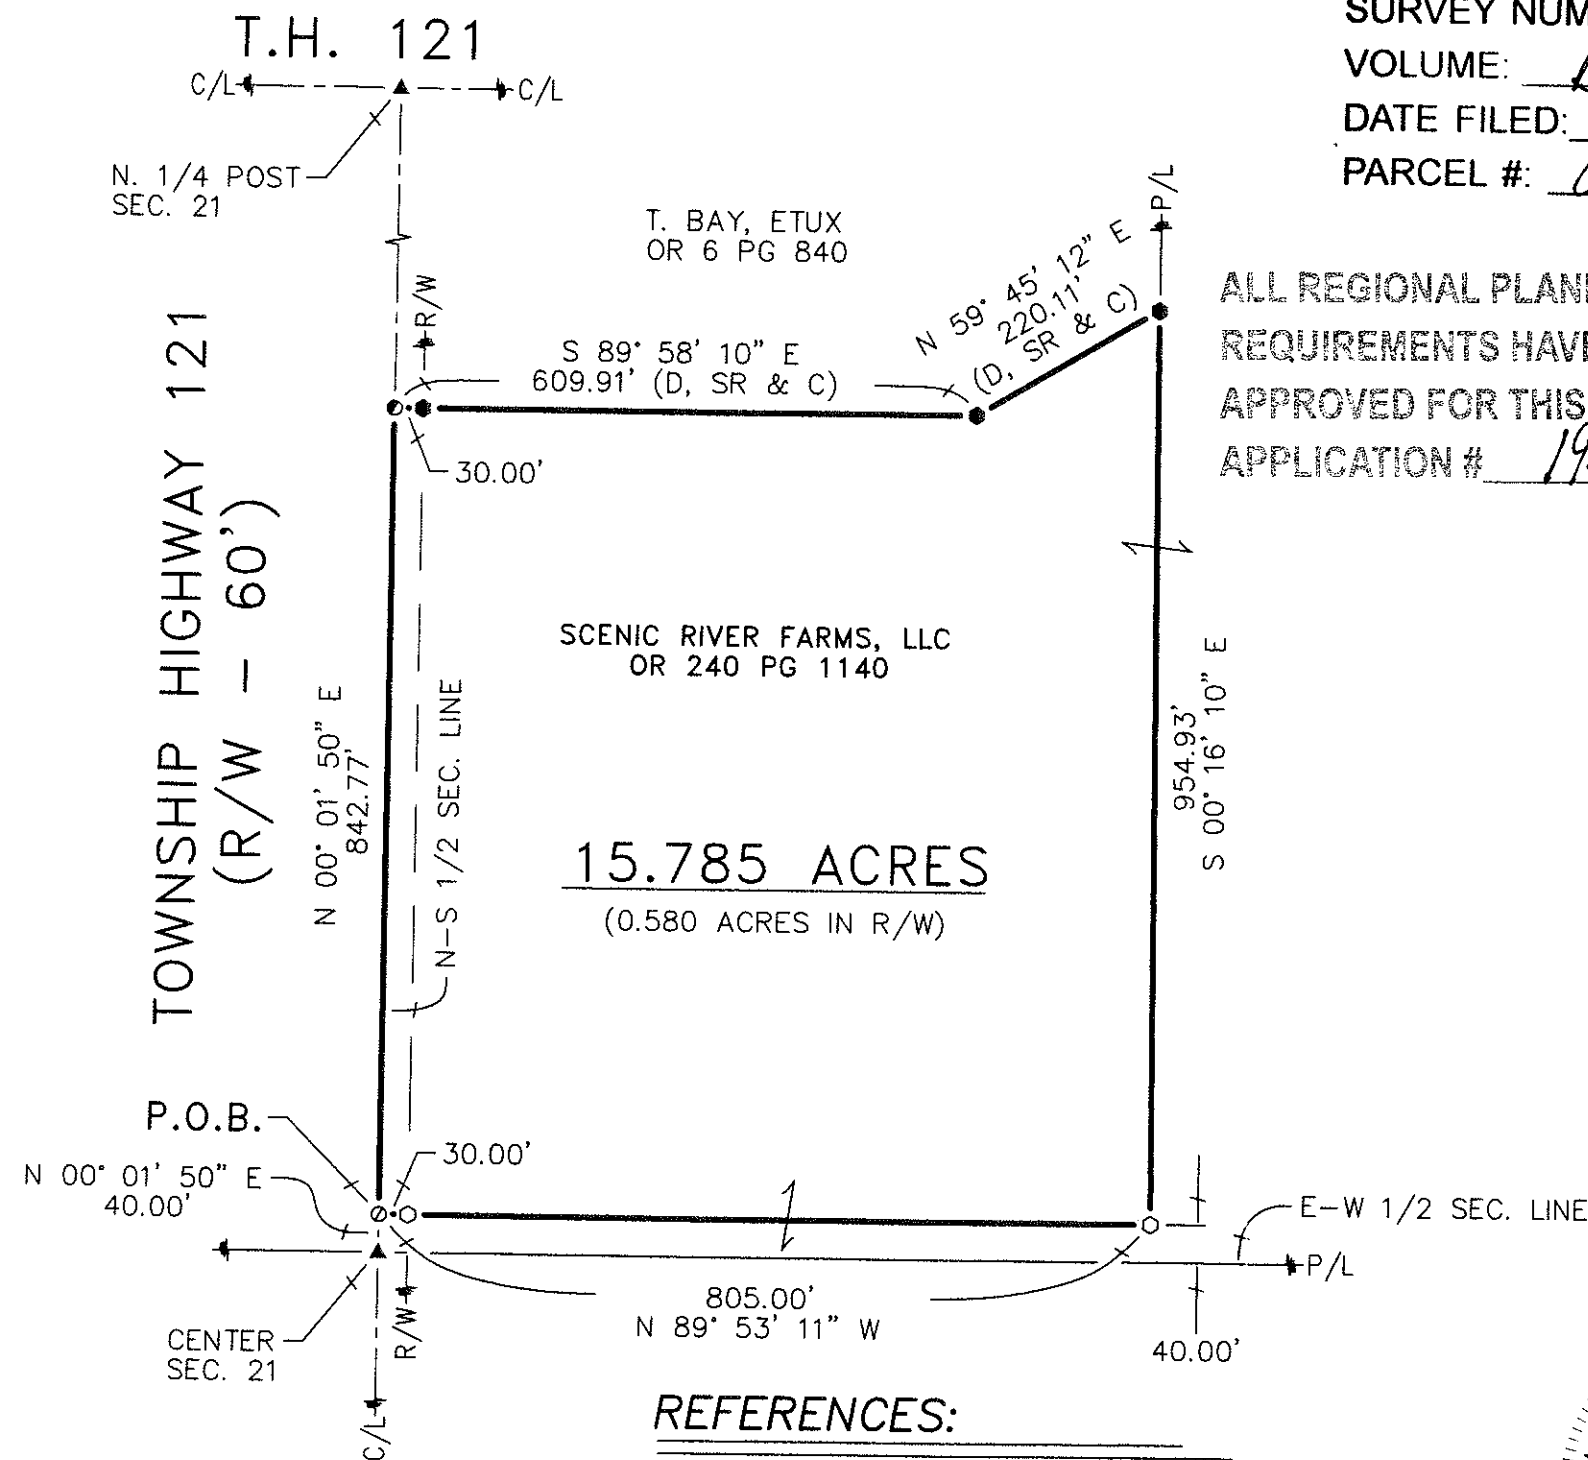 T.H. 121
C/L
C/L
N. 1/4 POST
SEC. 21
SURVEY
VOLUME:
DATE FILED:
PARCEL #:
T. BAY, ETUX
OR 6 PG 840
P/L
R/W
N 59° 45' 12" E
220.11'
(D, SR & C)
ALL REGIONAL
REQUIREMENTS
APPROVED FOR THIS
APPLICATION #
S 89° 58' 10" E
609.91' (D, SR & C)
30.00'
TOWNSHIP HIGHWAY 121
(R/W - 60')
SCENIC RIVER FARMS, LLC
OR 240 PG 1140
N 00° 01' 50" E
842.77'
N-S 1/2 SEC. LINE
954.93'
S 00° 16' 10" E
15.785 ACRES
(0.580 ACRES IN R/W)
P.O.B.
30.00'
N 00° 01' 50" E
40.00'
E-W 1/2 SEC. LINE
P/L
805.00'
N 89° 53' 11" W
40.00'
CENTER
SEC. 21
R/W
C/L
REFERENCES: